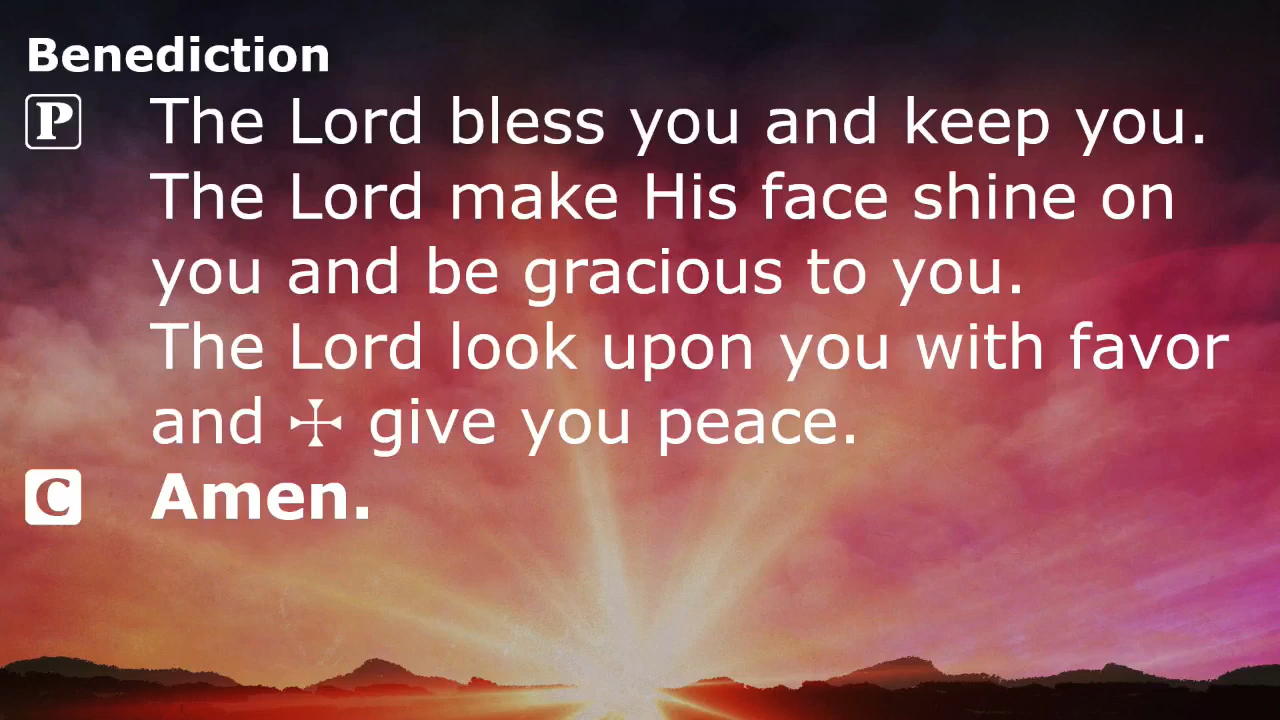 Benediction
P The Lord bless you and keep you.
The Lord make His face shine on
you and be gracious to you.
The Lord look upon you with favor
and ☩ give you peace.
C Amen.